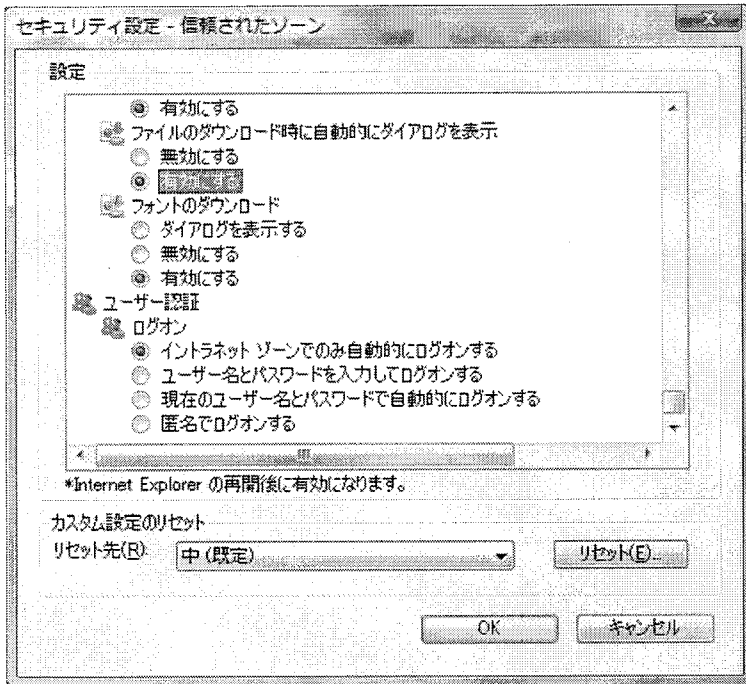 セキュリティ設定 - 信頼されたゾーン
設定
有効にする
ファイルのダウンロード時に自動的にダイアログを表示
無効にする
有効にする
フォントのダウンロード
ダイアログを表示する
無効にする
有効にする
ユーザー認証
ログオン
イントラネット ゾーンでのみ自動的にログオンする
ユーザー名とパスワードを入力してログオンする
現在のユーザー名とパスワードで自動的にログオンする
匿名でログオンする
*Internet Explorer の再開後に有効になります。
カスタム設定のリセット
リセット先(R): 中 (既定) リセット(E)...
OK キャンセル